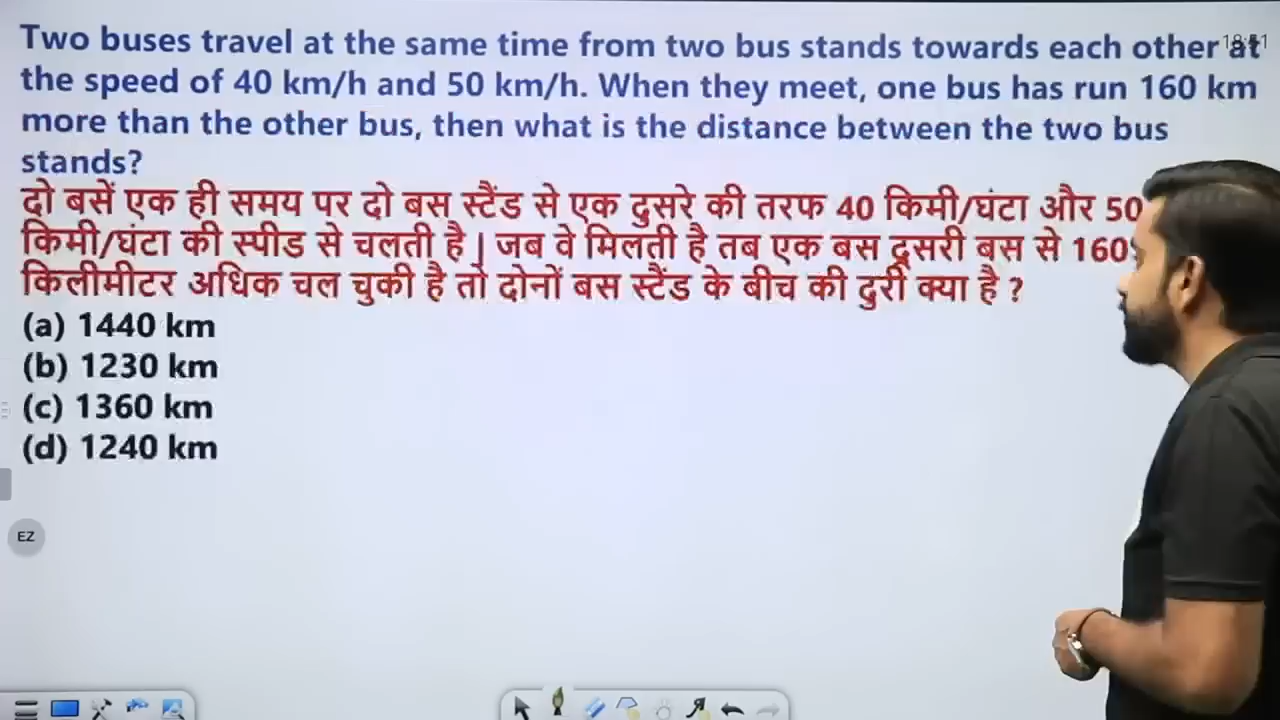 Two buses travel at the same time from two bus stands towards each other at
the speed of 40 km/h and 50 km/h. When they meet, one bus has run 160 km
more than the other bus, then what is the distance between the two bus
stands?
दो बसें एक ही समय पर दो बस स्टैंड से एक दुसरे की तरफ 40 किमी/घंटा और 50
किमी/घंटा की स्पीड से चलती है | जब वे मिलती है तब एक बस दूसरी बस से 160
किलीमीटर अधिक चल चुकी है तो दोनों बस स्टैंड के बीच की दुरी क्या है ?
(a) 1440 km
(b) 1230 km
(c) 1360 km
(d) 1240 km
EZ